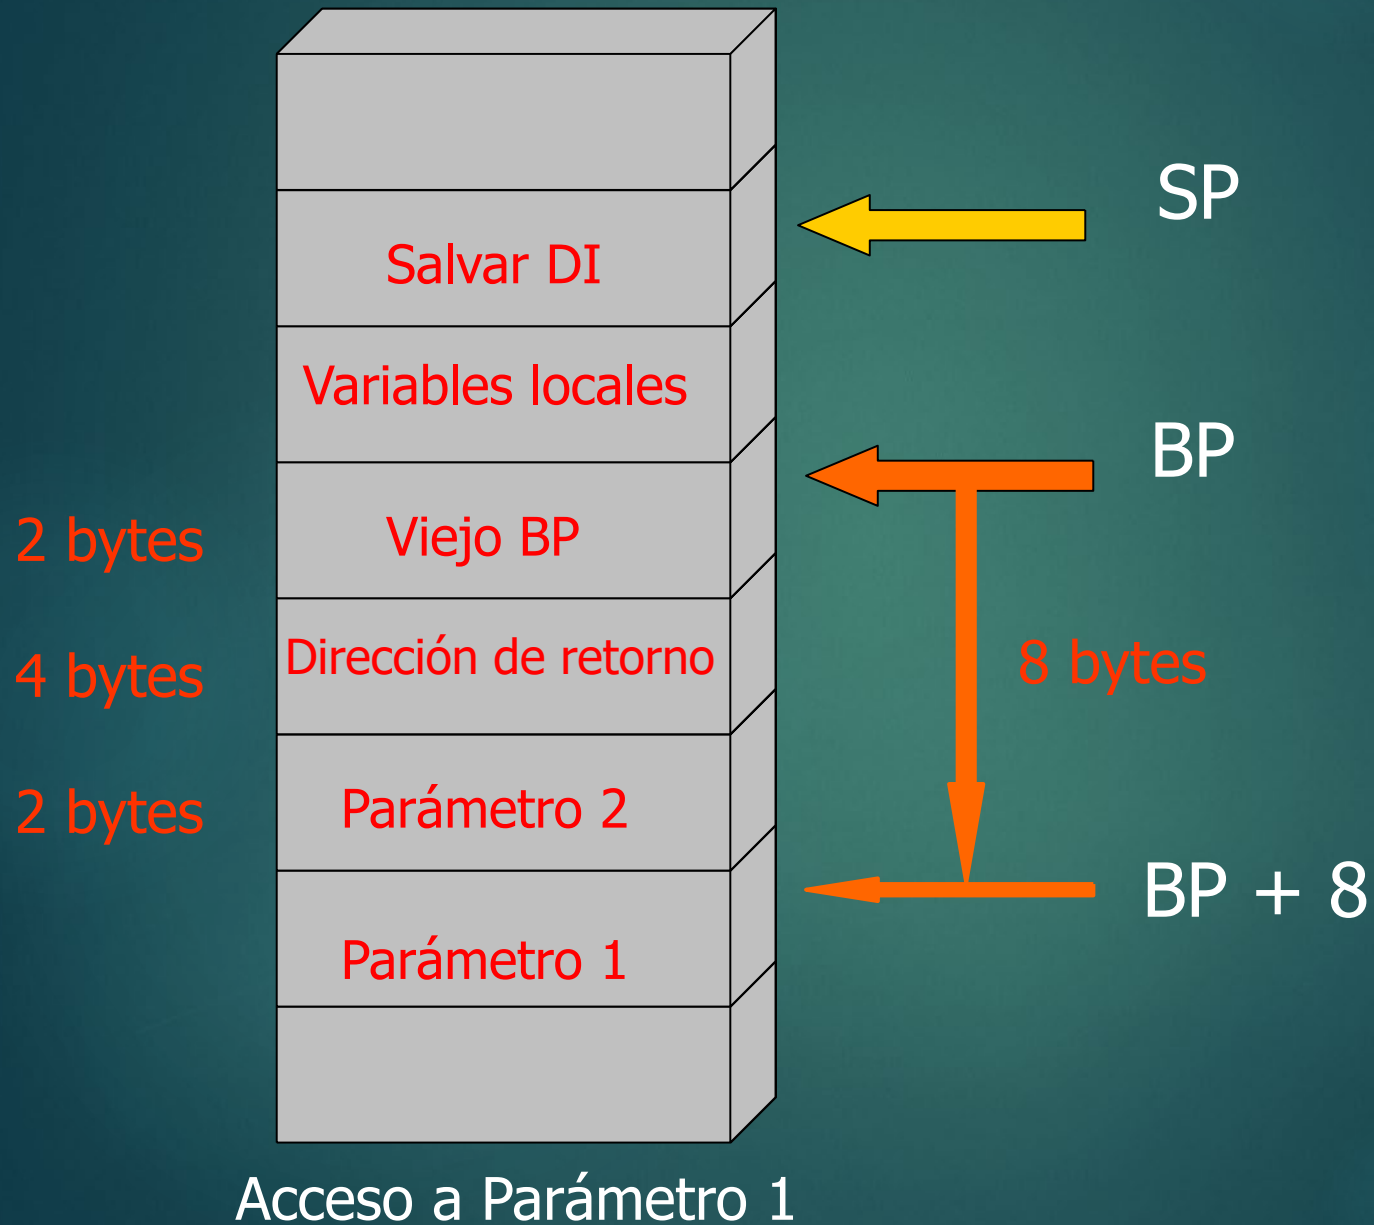 SP
Salvar DI
Variables locales
BP
2 bytes
Viejo BP
4 bytes
Dirección de retorno
8 bytes
2 bytes
Parámetro 2
BP + 8
Parámetro 1
Acceso a Parámetro 1